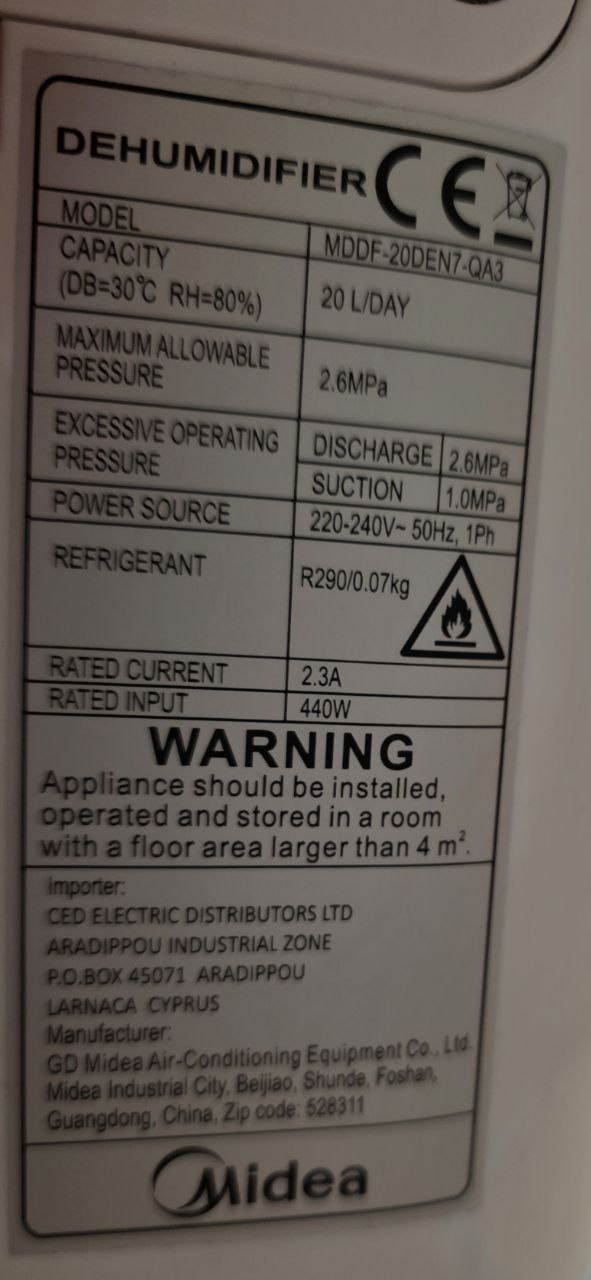 DEHUMIDIFIER CE
MODEL MDDF-20DEN7-QA3
CAPACITY
(DB=30℃ RH=80%) 20 L/DAY
MAXIMUM ALLOWABLE
PRESSURE 2.6MPa
EXCESSIVE OPERATING
PRESSURE
DISCHARGE 2.6MPa
SUCTION 1.0MPa
POWER SOURCE 220-240V~ 50Hz, 1Ph
REFRIGERANT R290/0.07kg
RATED CURRENT 2.3A
RATED INPUT 440W
WARNING
Appliance should be installed,
operated and stored in a room
with a floor area larger than 4 m².
Importer:
CED ELECTRIC DISTRIBUTORS LTD
ARADIPPOU INDUSTRIAL ZONE
P.O.BOX 45071 ARADIPPOU
LARNACA CYPRUS
Manufacturer:
GD Midea Air-Conditioning Equipment Co., Ltd.
Midea Industrial City, Beijiao, Shunde, Foshan,
Guangdong, China, Zip code: 528311
Midea